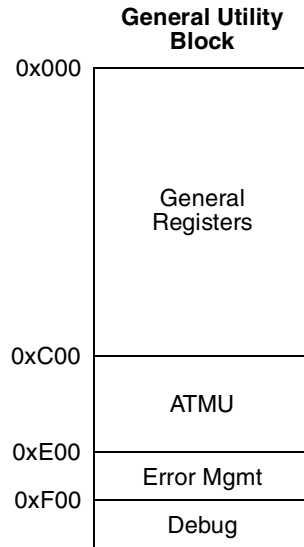 General Utility
Block
0x000
General
Registers
0xC00
ATMU
0xE00
Error Mgmt
0xF00
Debug